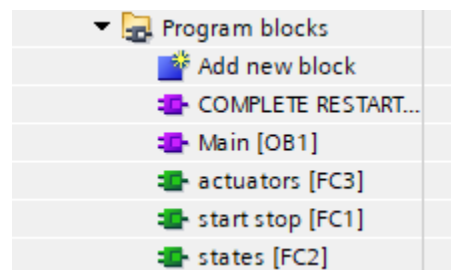 Program blocks
Add new block
COMPLETE RESTART...
Main [OB1]
actuators [FC3]
start stop [FC1]
states [FC2]